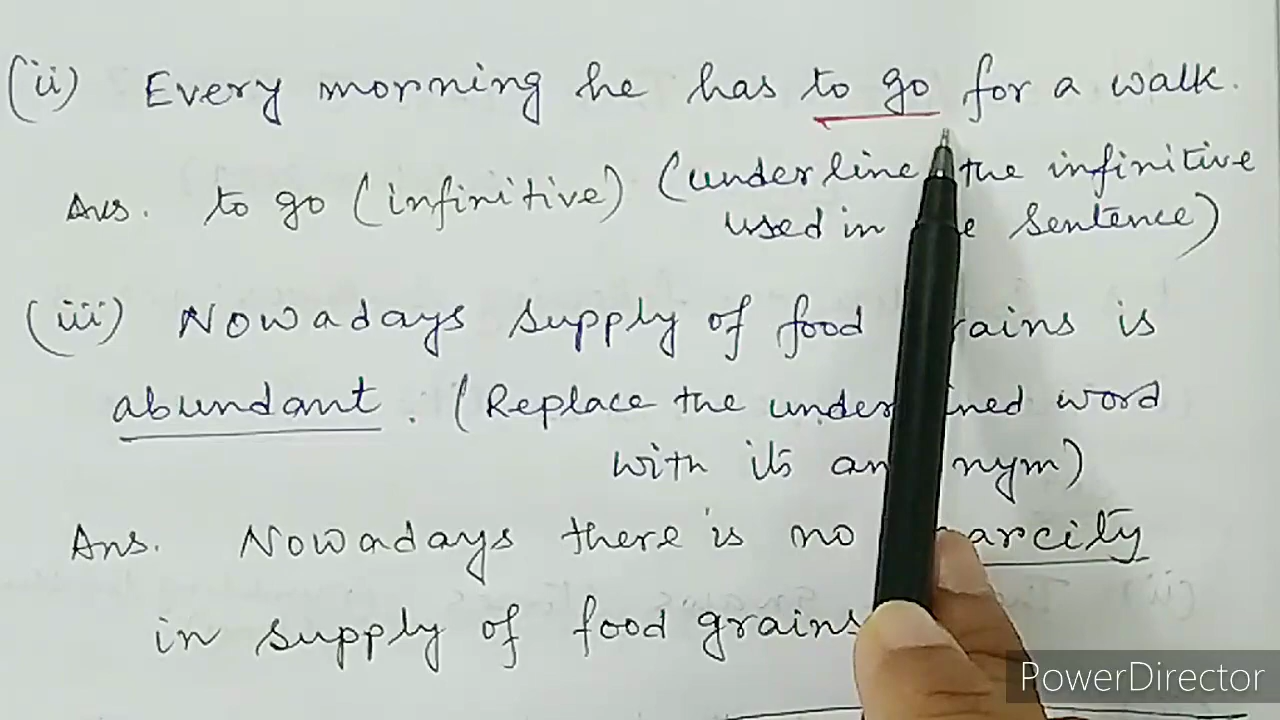 (ii) Every morning he has to go for a walk.
Ans. to go (infinitive) (underline the infinitive
used in e sentence)
(iii) Nowadays supply of food rains is
abundant. (Replace the under ined word
with its an nym)
Ans. Nowadays there is no arcity
in supply of food grains
PowerDirector